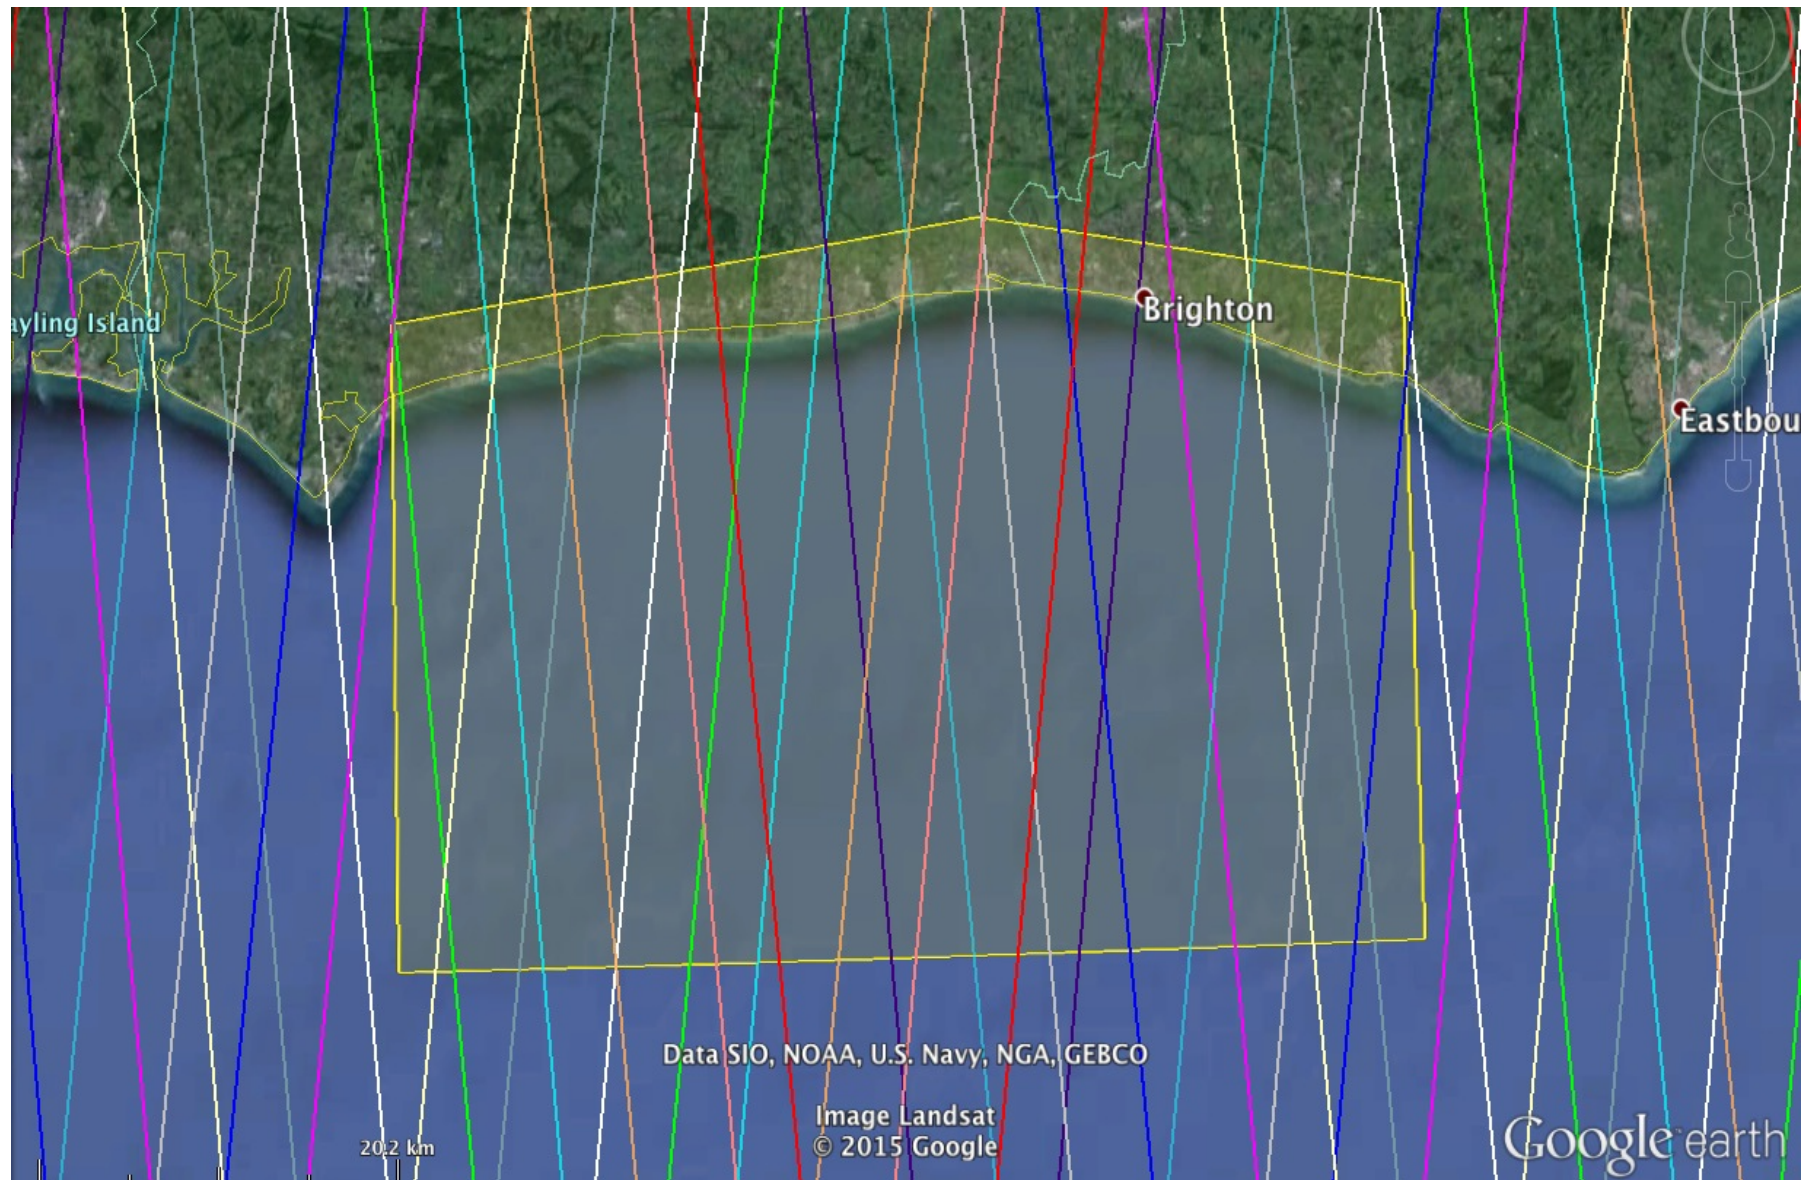 Brighton
ayling Island
Eastbou
Data SIO, NOAA, U.S. Navy, NGA, GEBCO
Image Landsat
© 2015 Google
20.2 km
Google earth